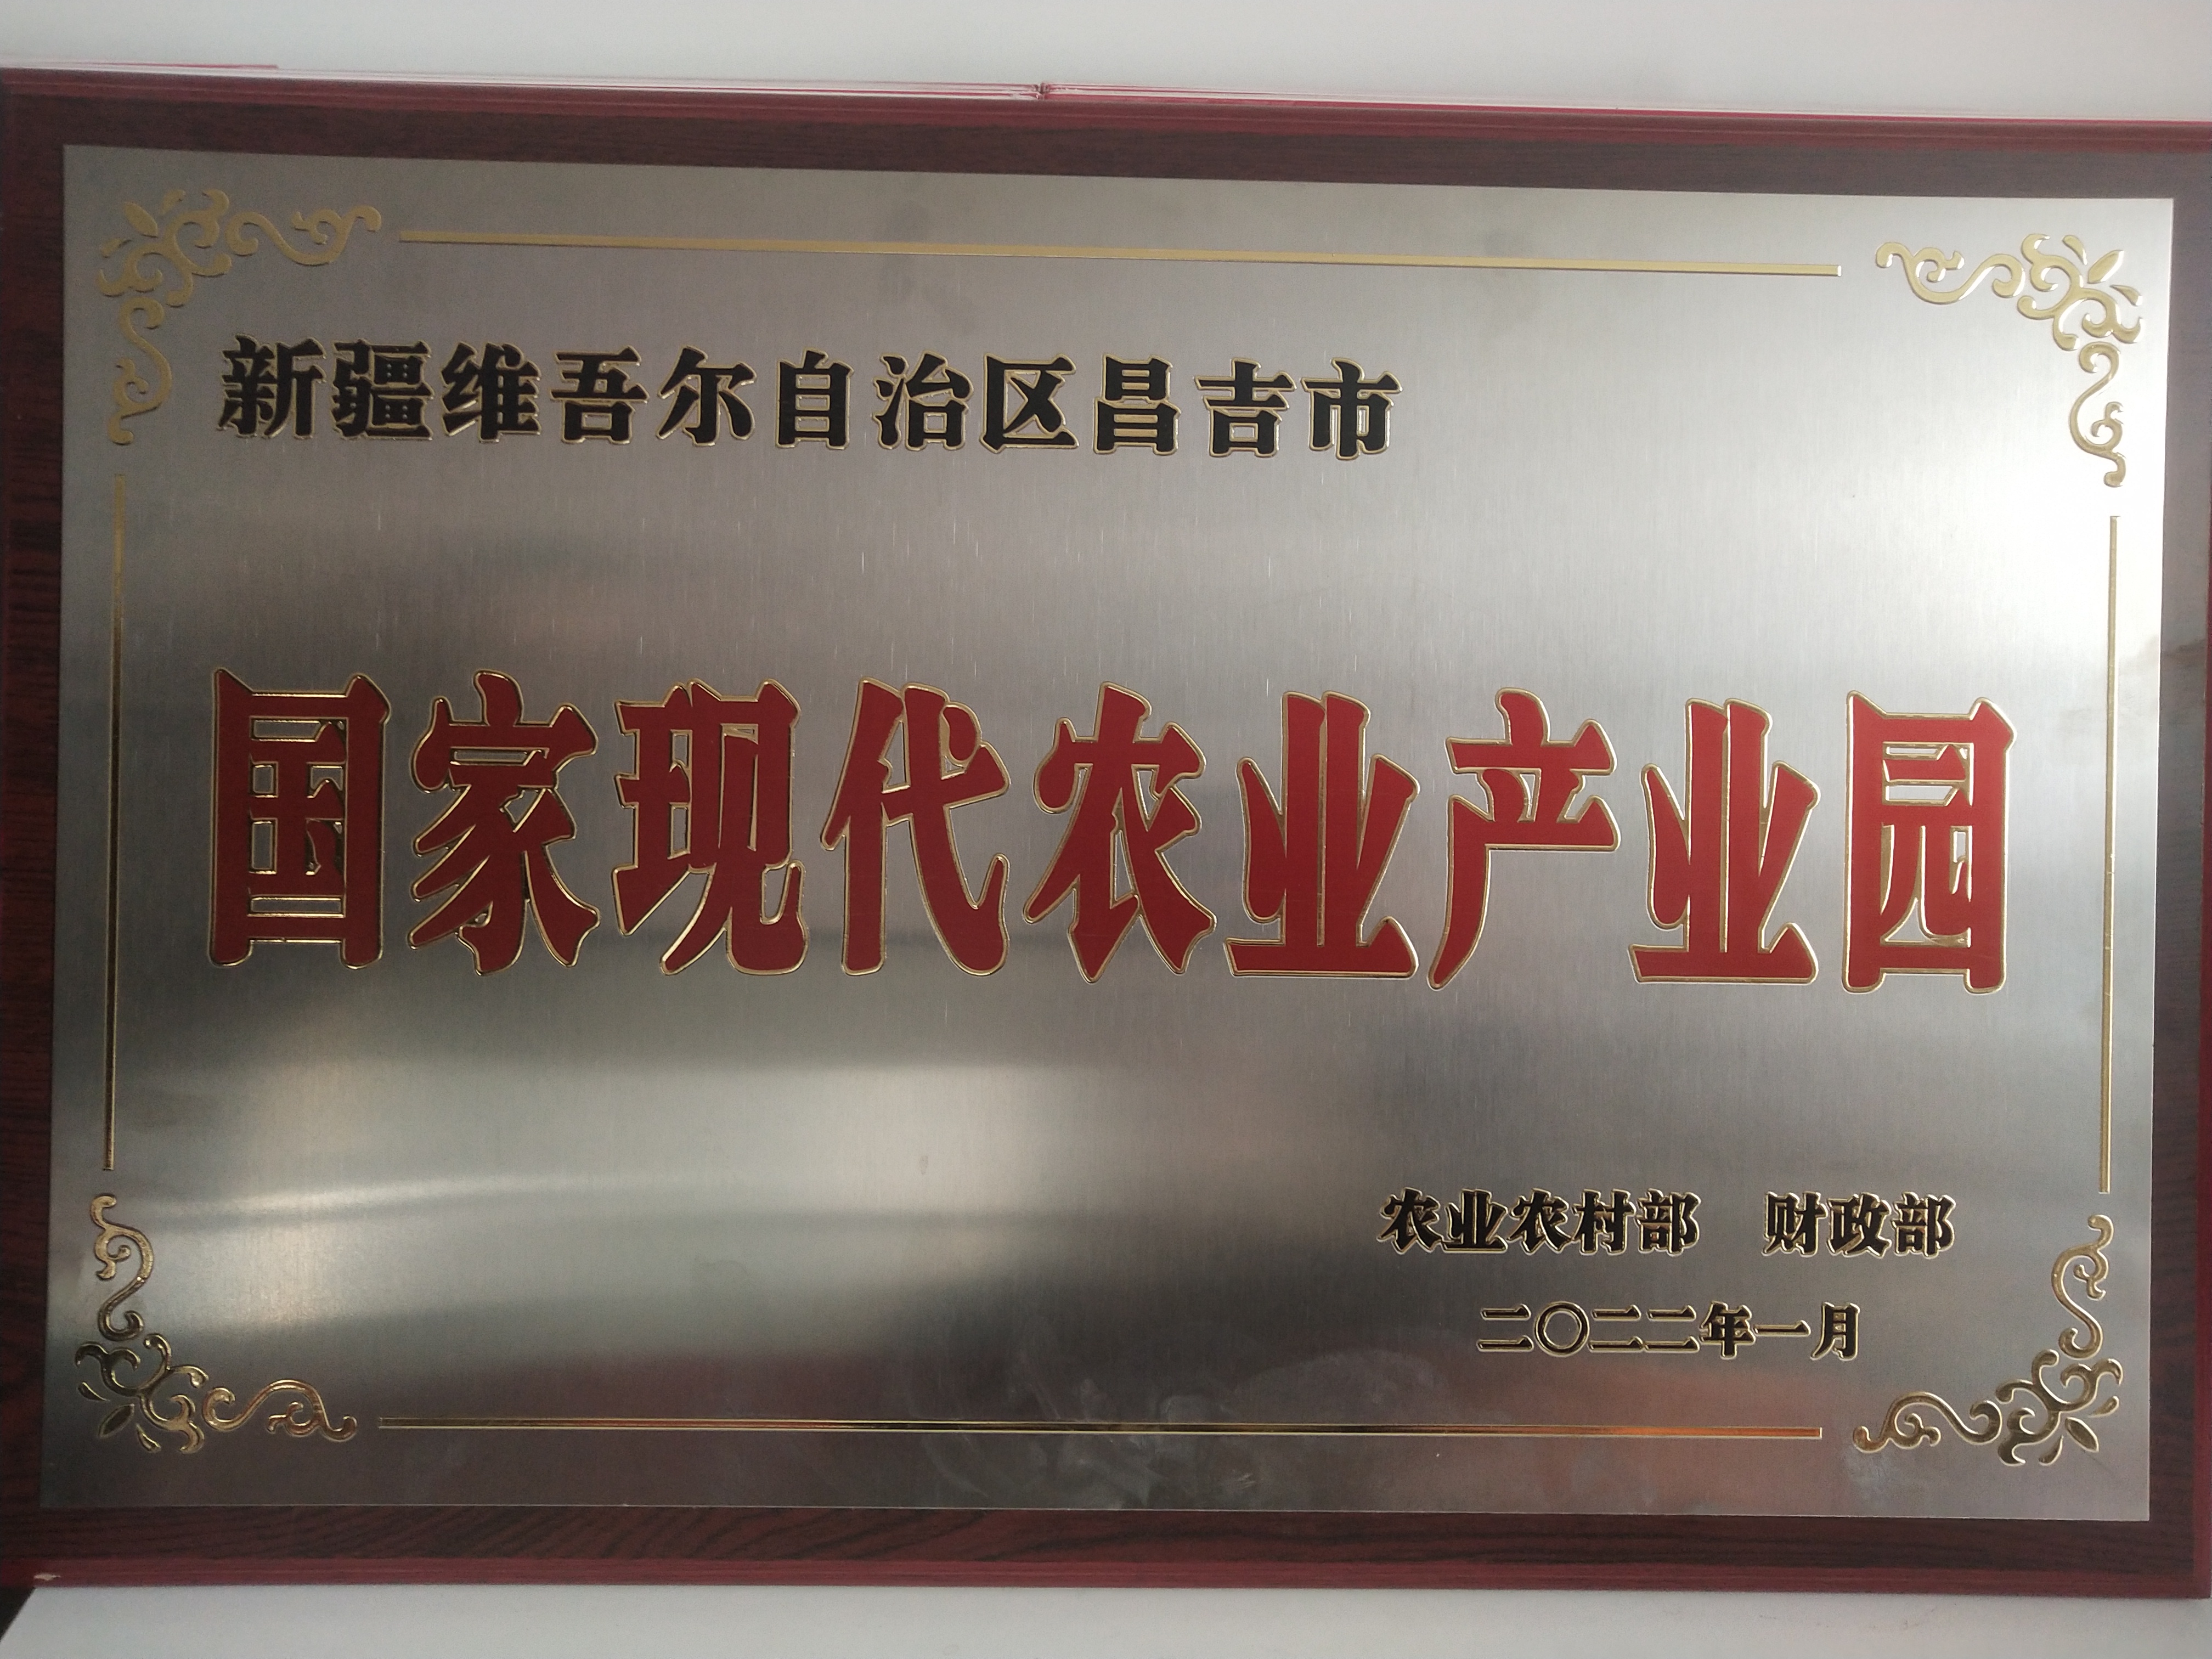 新疆维吾尔自治区昌吉市
国家现代农业产业园
农业农村部　财政部
二〇二二年一月